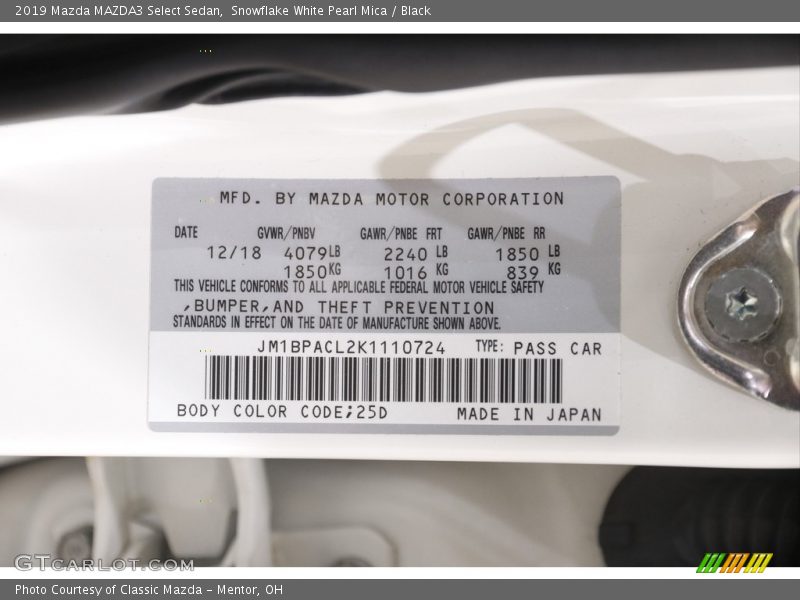 2019 Mazda MAZDA3 Select Sedan, Snowflake White Pearl Mica / Black
MFD. BY MAZDA MOTOR CORPORATION
DATE GVWR/PNBV GAWR/PNBE FRT GAWR/PNBE RR
12/18 4079LB 2240 LB 1850 LB
1850KG 1016 KG 839 KG
THIS VEHICLE CONFORMS TO ALL APPLICABLE FEDERAL MOTOR VEHICLE SAFETY
,BUMPER,AND THEFT PREVENTION
STANDARDS IN EFFECT ON THE DATE OF MANUFACTURE SHOWN ABOVE.
JM1BPACL2K1110724 TYPE: PASS CAR
BODY COLOR CODE;25D MADE IN JAPAN
GTCARLOT.COM
Photo Courtesy of Classic Mazda - Mentor, OH